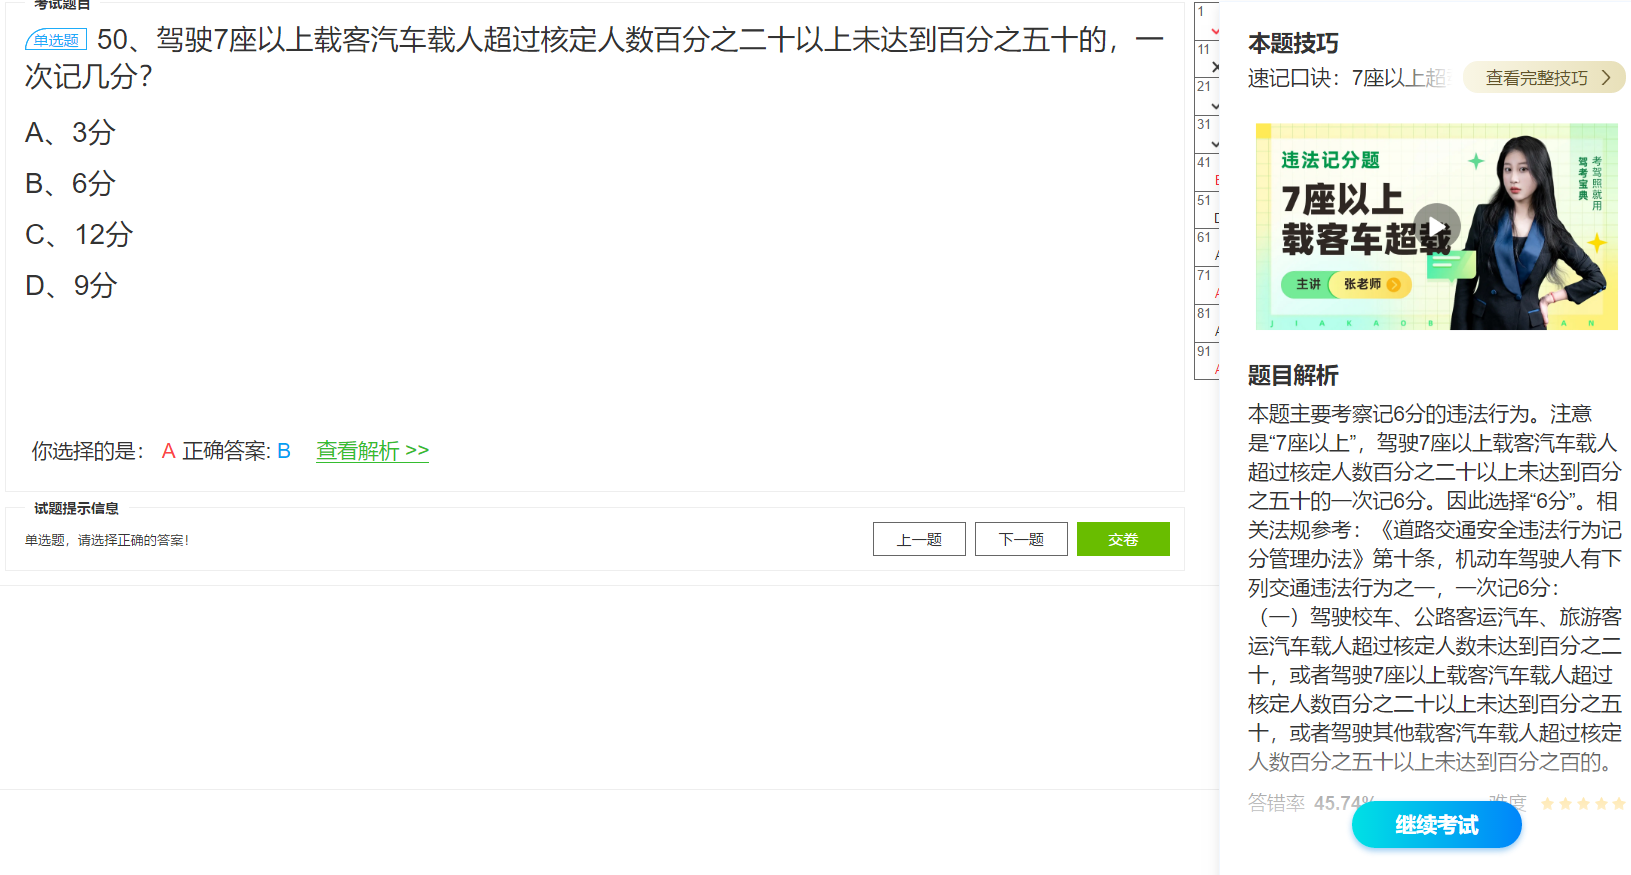 考试题目
单选题 50、驾驶7座以上载客汽车载人超过核定人数百分之二十以上未达到百分之五十的，一
次记几分？
A、3分
B、6分
C、12分
D、9分
你选择的是： A 正确答案: B 查看解析 >>
试题提示信息
单选题，请选择正确的答案！
上一题
下一题
交卷
1
11
21
31
41
51
61
71
81
91
本题技巧
速记口诀：7座以上超
查看完整技巧
违法记分题
7座以上
载客车超载
主讲
张老师
驾考宝典
考驾照就用
题目解析
本题主要考察记6分的违法行为。注意
是“7座以上”，驾驶7座以上载客汽车载人
超过核定人数百分之二十以上未达到百分
之五十的一次记6分。因此选择“6分”。相
关法规参考：《道路交通安全违法行为记
分管理办法》第十条，机动车驾驶人有下
列交通违法行为之一，一次记6分：
（一）驾驶校车、公路客运汽车、旅游客
运汽车载人超过核定人数未达到百分之二
十，或者驾驶7座以上载客汽车载人超过
核定人数百分之二十以上未达到百分之五
十，或者驾驶其他载客汽车载人超过核定
人数百分之五十以上未达到百分之百的。
答错率 45.74% 难度
继续考试